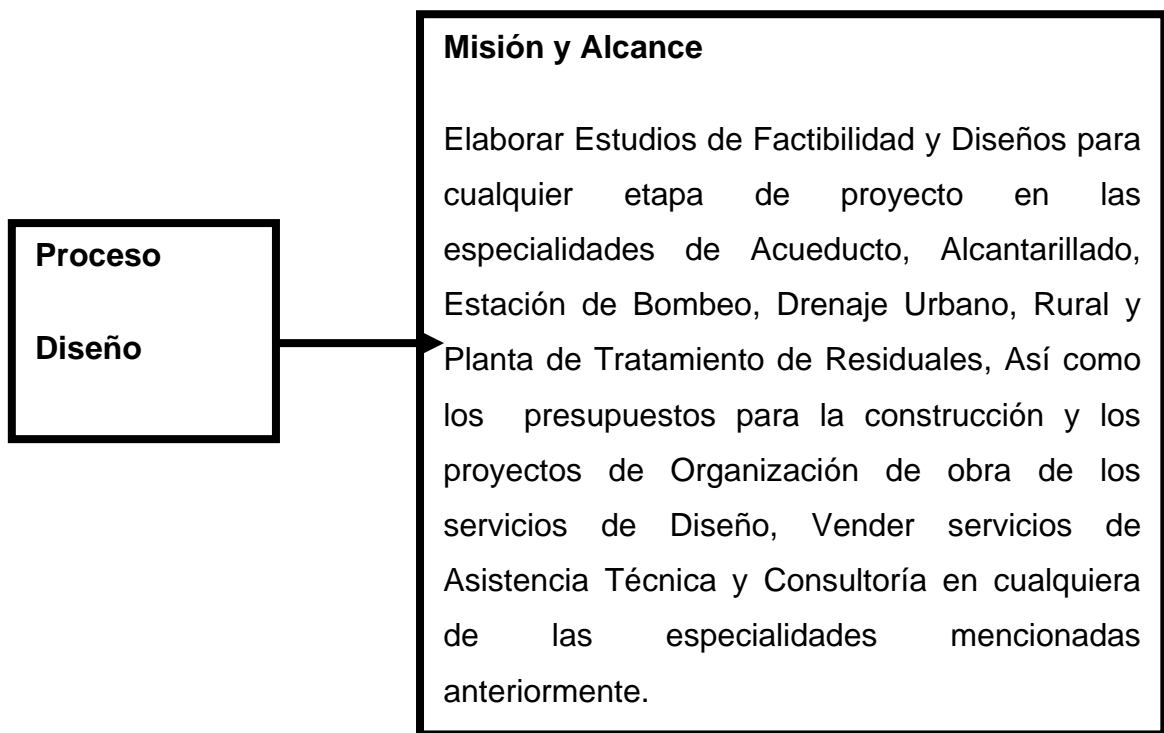 Misión y Alcance
Elaborar Estudios de Factibilidad y Diseños para
cualquier etapa de proyecto en las
especialidades de Acueducto, Alcantarillado,
Estación de Bombeo, Drenaje Urbano, Rural y
Planta de Tratamiento de Residuales, Así como
los presupuestos para la construcción y los
proyectos de Organización de obra de los
servicios de Diseño, Vender servicios de
Asistencia Técnica y Consultoría en cualquiera
de las especialidades mencionadas
anteriormente.
Proceso
Diseño